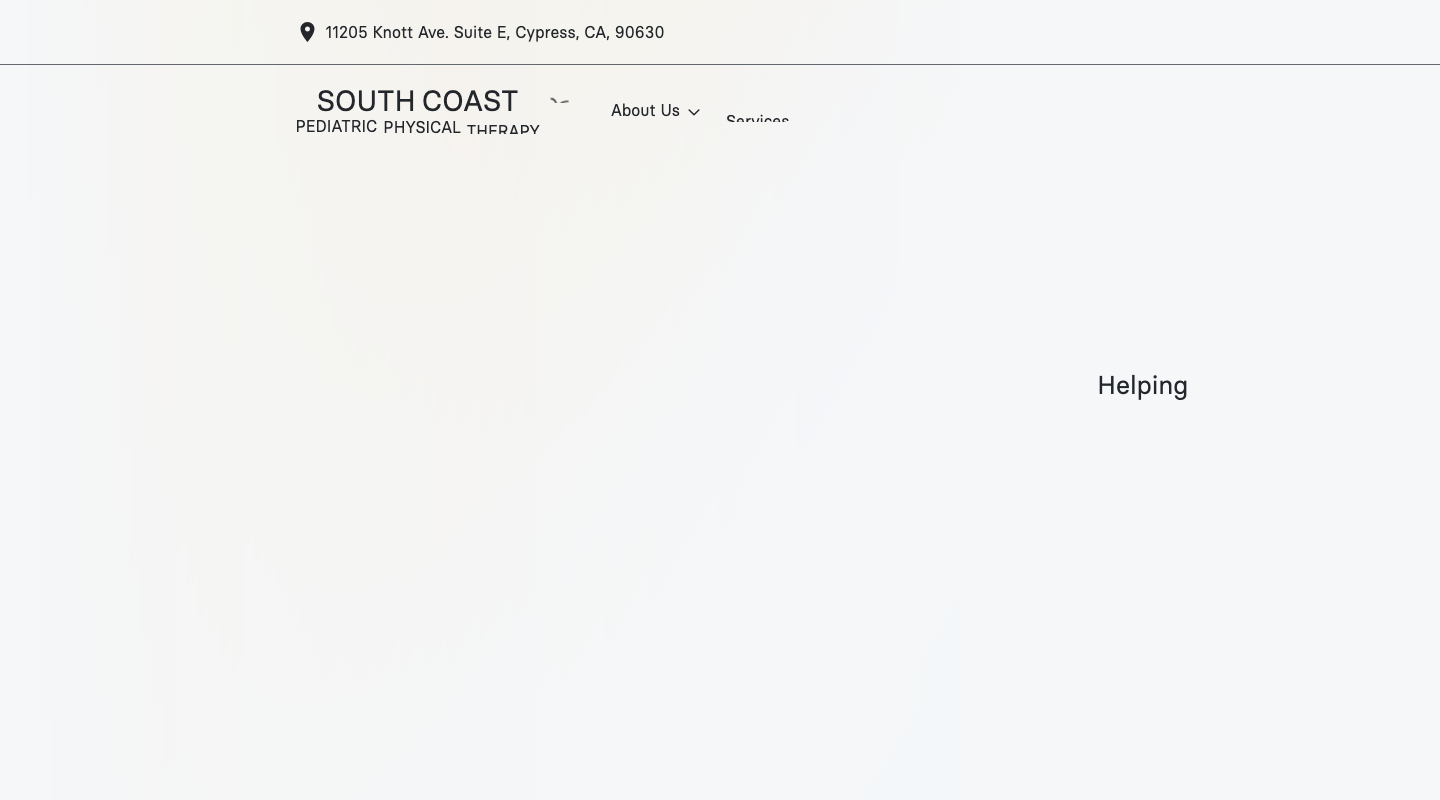 11205 Knott Ave. Suite E, Cypress, CA, 90630
SOUTH COAST
PEDIATRIC PHYSICAL THERAPY
About Us
Services
Helping